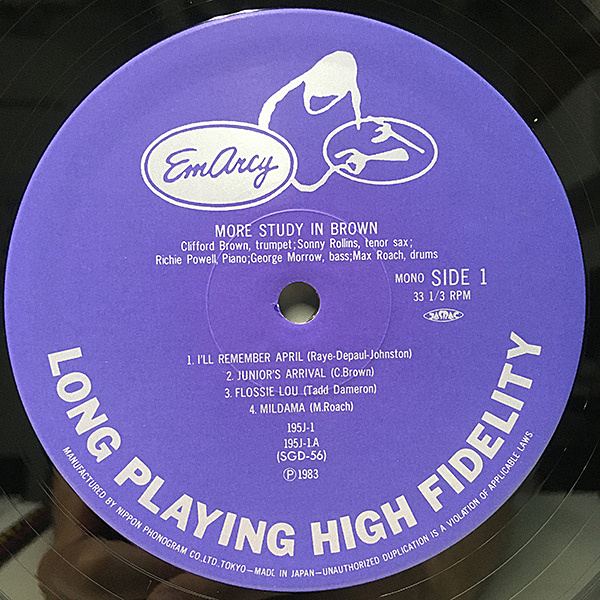 EmArcy
MORE STUDY IN BROWN
Clifford Brown, trumpet;Sonny Rollins, tenor sax;
Richie Powell, Piano;George Morrow, bass;Max Roach, drums
MONO SIDE 1
33 1/3 RPM
JASRAC
1. I'LL REMEMBER APRIL (Raye-Depaul-Johnston)
2. JUNIOR'S ARRIVAL (C.Brown)
3. FLOSSIE LOU (Tadd Dameron)
4. MILDAMA (M.Roach)
195J-1
195J-1.A
(SGD-56)
Ⓟ1983
LONG PLAYING HIGH FIDELITY
MANUFACTURED BY NIPPON PHONOGRAM CO.,LTD.,TOKYO—MADE IN JAPAN—UNAUTHORIZED DUPLICATION IS A VIOLATION OF APPLICABLE LAWS